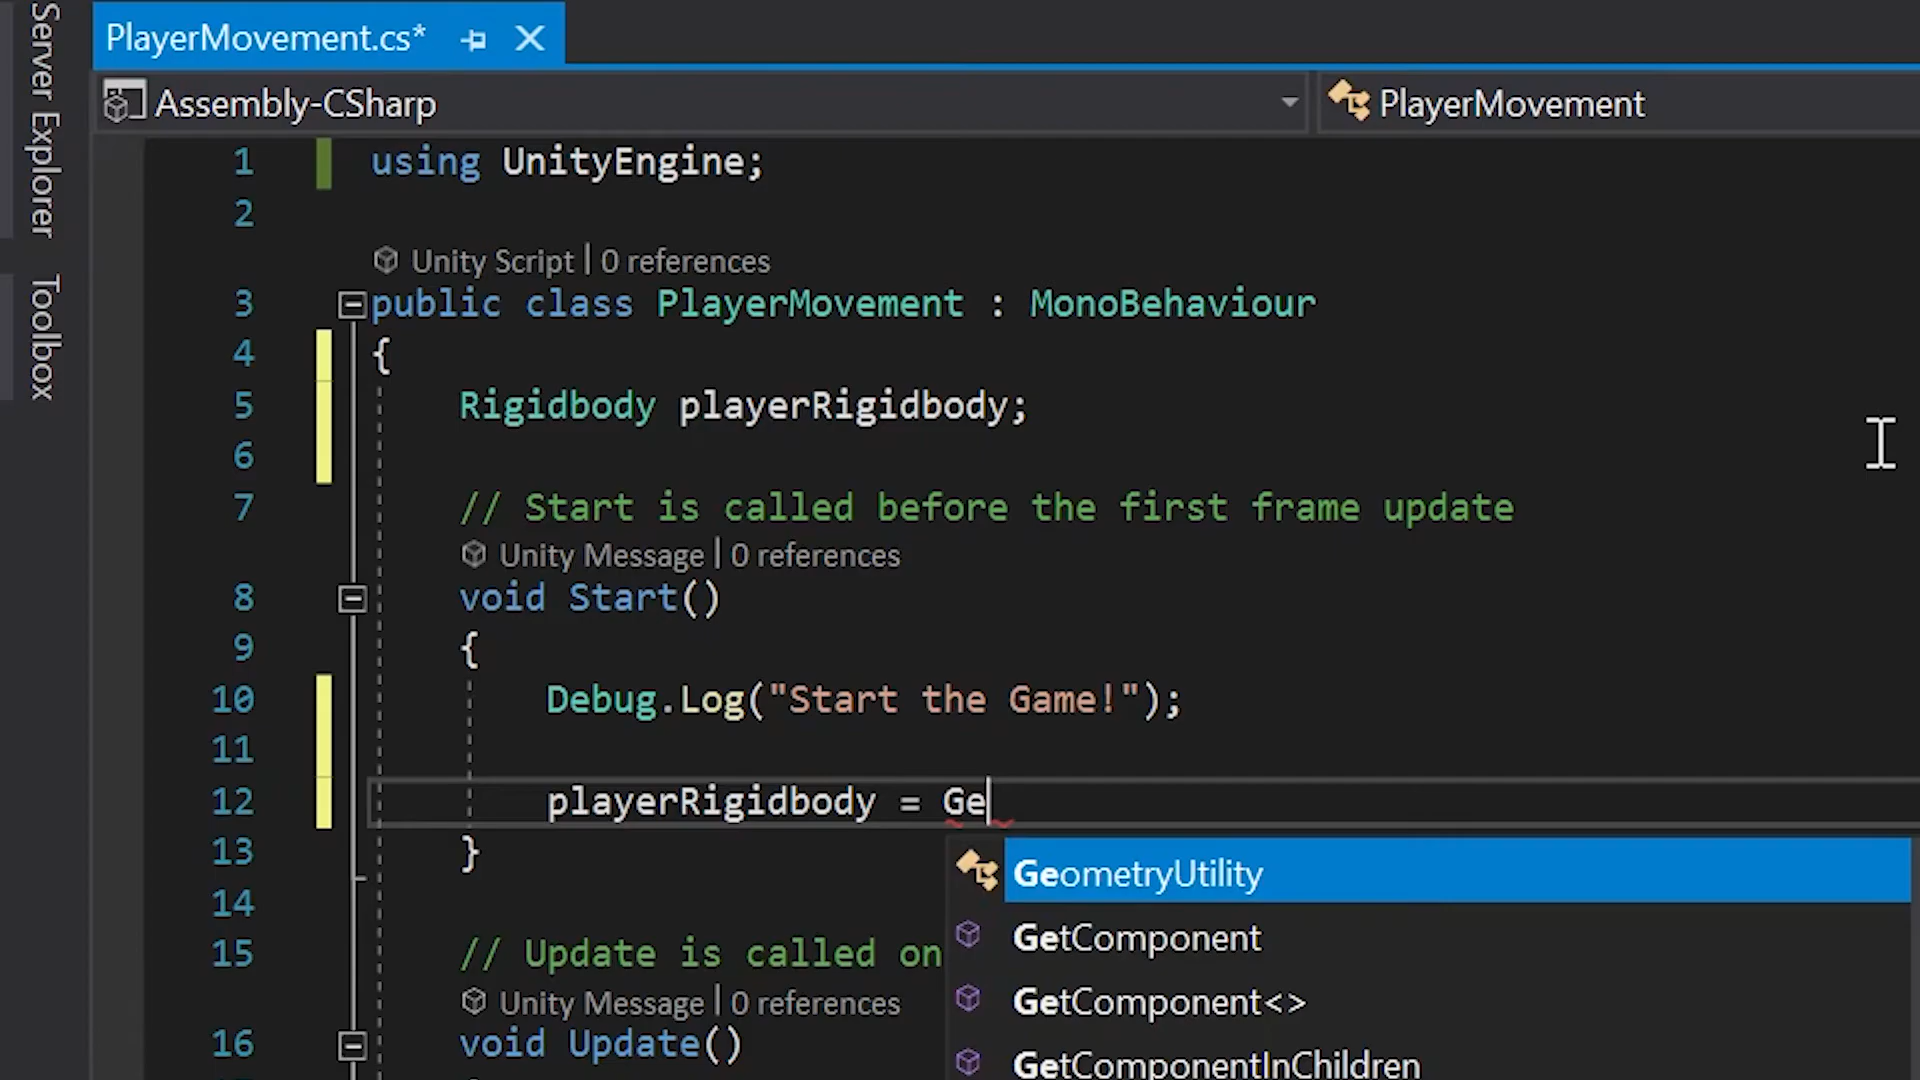 Server Explorer
Toolbox
PlayerMovement.cs*
Assembly-CSharp
PlayerMovement
1 using UnityEngine;
2
Unity Script | 0 references
3 public class PlayerMovement : MonoBehaviour
4 {
5 Rigidbody playerRigidbody;
6
7 // Start is called before the first frame update
Unity Message | 0 references
8 void Start()
9 {
10 Debug.Log("Start the Game!");
11
12 playerRigidbody = Ge
13 }
14
15 // Update is called on
Unity Message | 0 references
16 void Update()
GeometryUtility
GetComponent
GetComponent<>
GetComponentInChildren